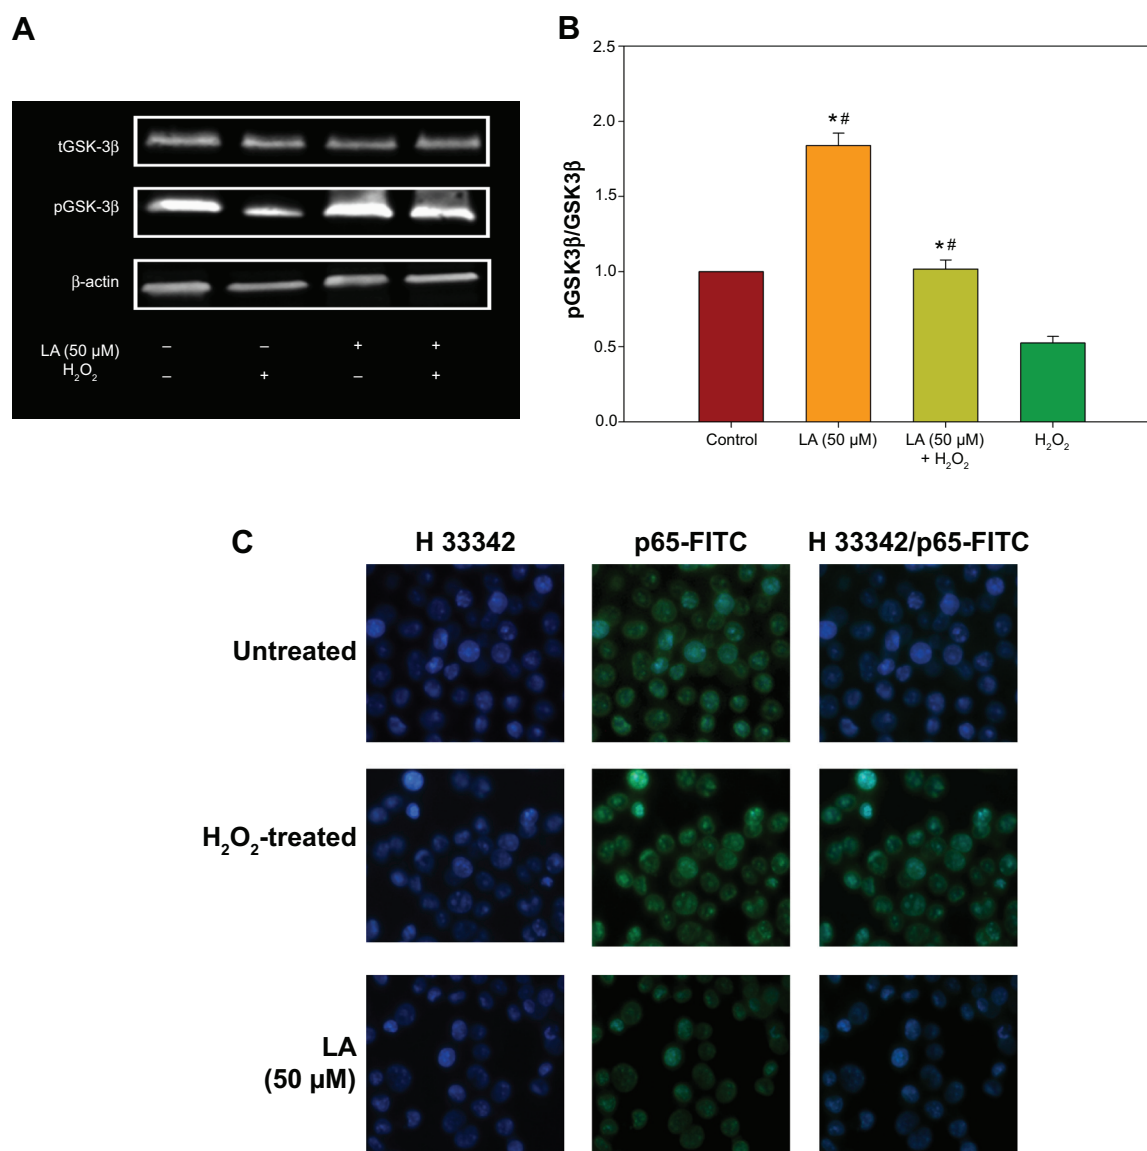 A
tGSK-3β
pGSK-3β
β-actin
LA (50 µM) – – + +
H₂O₂ – + – +
B
pGSK3β/GSK3β
2.5
2.0
1.5
1.0
0.5
0.0
*#
*#
Control
LA (50 µM)
LA (50 µM)
+ H₂O₂
H₂O₂
C
H 33342 p65-FITC H 33342/p65-FITC
Untreated
H₂O₂-treated
LA
(50 µM)